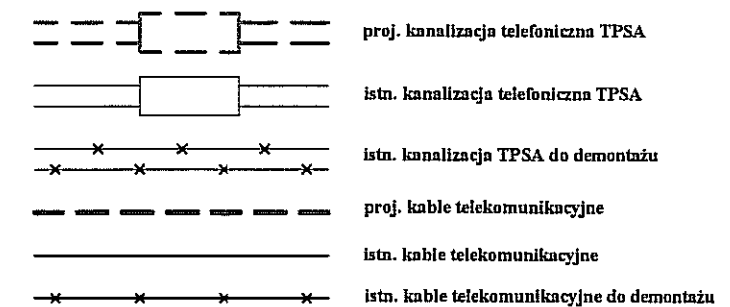 proj. kanalizacja telefoniczna TPSA
istn. kanalizacja telefoniczna TPSA
istn. kanalizacja TPSA do demontażu
proj. kable telekomunikacyjne
istn. kable telekomunikacyjne
istn. kable telekomunikacyjne do demontażu